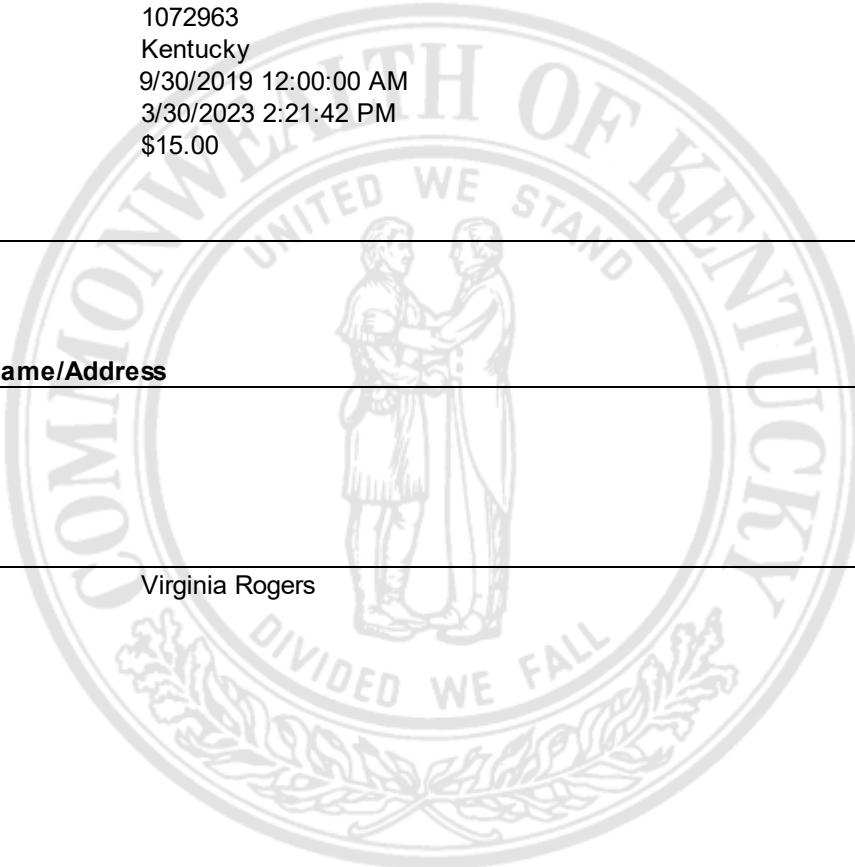 1072963
Kentucky
9/30/2019 12:00:00 AM
3/30/2023 2:21:42 PM
$15.00
COMMONWEALTH OF KENTUCKY
UNITED WE STAND
ame/Address
Virginia Rogers
DIVIDED WE FALL